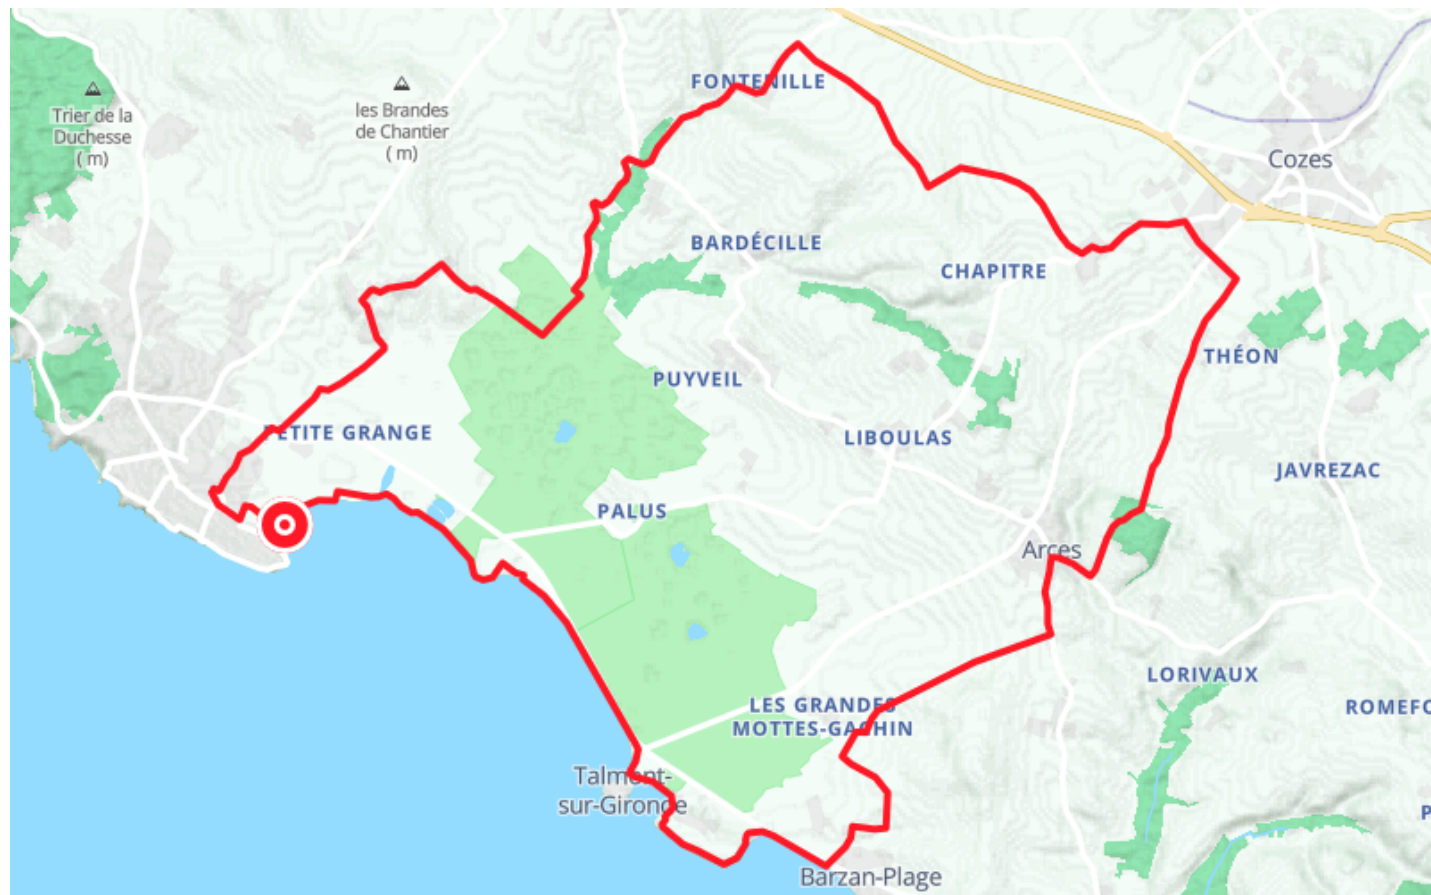 FONTENILLE
Trier de la
Duchesse
( m)
les Brandes
de Chantier
( m)
Cozes
BARDÉCILLE
CHAPITRE
THÉON
PUYVEIL
PETITE GRANGE
LIBOULAS
JAVREZAC
PALUS
Arces
LORIVAUX
LES GRANDES
MOTTES-GACHIN
ROMEFC
Talmont-
sur-Gironde
P
Barzan-Plage